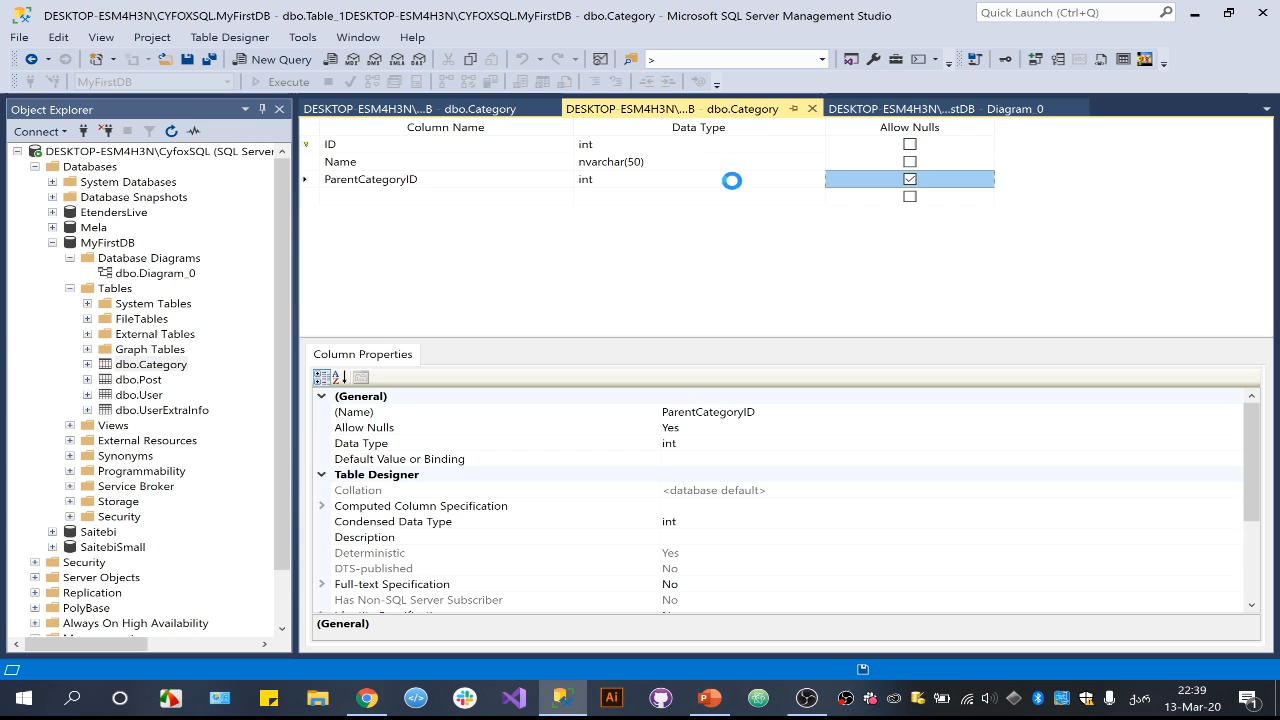 DESKTOP-ESM4H3N\CYFOXSQL.MyFirstDB - dbo.Table_1DESKTOP-ESM4H3N\CYFOXSQL.MyFirstDB - dbo.Category - Microsoft SQL Server Management Studio
Quick Launch (Ctrl+Q)
File Edit View Project Table Designer Tools Window Help
New Query
>
MyFirstDB
Execute
Object Explorer
DESKTOP-ESM4H3N\...B - dbo.Category
DESKTOP-ESM4H3N\...B - dbo.Category
DESKTOP-ESM4H3N\...stDB - Diagram_0
Connect
Column Name Data Type Allow Nulls
ID int
Name nvarchar(50)
ParentCategoryID int
DESKTOP-ESM4H3N\CyfoxSQL (SQL Server
Databases
System Databases
Database Snapshots
EtendersLive
Mela
MyFirstDB
Database Diagrams
dbo.Diagram_0
Tables
System Tables
FileTables
External Tables
Graph Tables
dbo.Category
dbo.Post
dbo.User
dbo.UserExtraInfo
Views
External Resources
Synonyms
Programmability
Service Broker
Storage
Security
Saitebi
SaitebiSmall
Security
Server Objects
Replication
PolyBase
Always On High Availability
Column Properties
(General)
(Name) ParentCategoryID
Allow Nulls Yes
Data Type int
Default Value or Binding
Table Designer
Collation <database default>
Computed Column Specification
Condensed Data Type int
Description
Deterministic Yes
DTS-published No
Full-text Specification No
Has Non-SQL Server Subscriber No
(General)
ქარ
22:39
13-Mar-20
1